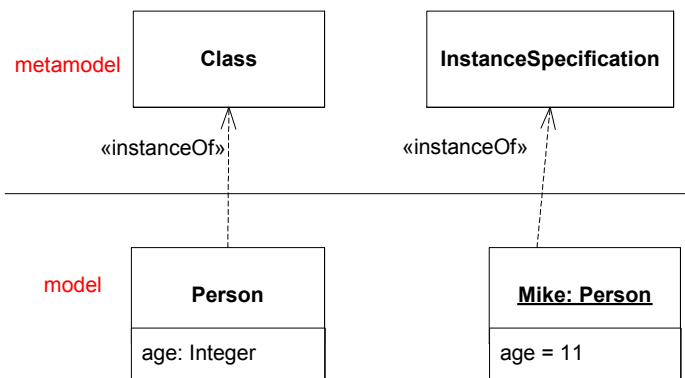 metamodel
Class
InstanceSpecification
«instanceOf»
«instanceOf»
model
Person
Mike: Person
age: Integer
age = 11